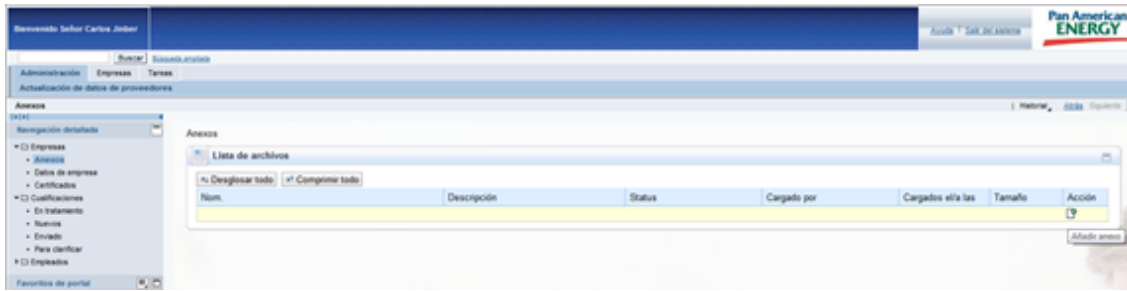 Bienvenido Señor Carlos Jeiber
Ayuda | Salir del sistema
Pan American
ENERGY
Buscar Búsqueda ampliada
Administración Empresas Tareas
Actualización de datos de proveedores
Anexos
| Historial Atrás Siguiente
Navegación detallada
Empresas
Anexos
Datos de empresa
Certificados
Cualificaciones
En tratamiento
Nuevos
Enviado
Para clarificar
Empleados
Favoritos de portal
Anexos
Lista de archivos
Desglosar todo Comprimir todo
Nom. Descripción Status Cargado por Cargados el/a las Tamaño Acción
Añadir anexo